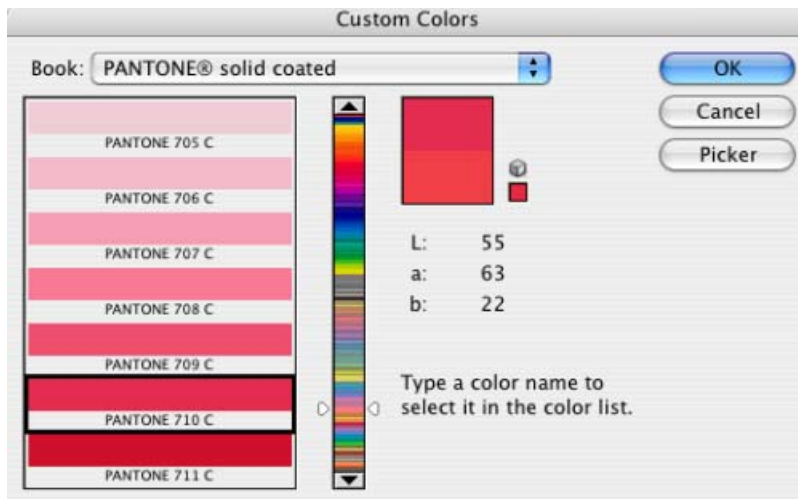 Custom Colors
Book: PANTONE® solid coated
OK
Cancel
Picker
PANTONE 705 C
PANTONE 706 C
PANTONE 707 C
PANTONE 708 C
PANTONE 709 C
PANTONE 710 C
PANTONE 711 C
L: 55
a: 63
b: 22
Type a color name to
select it in the color list.